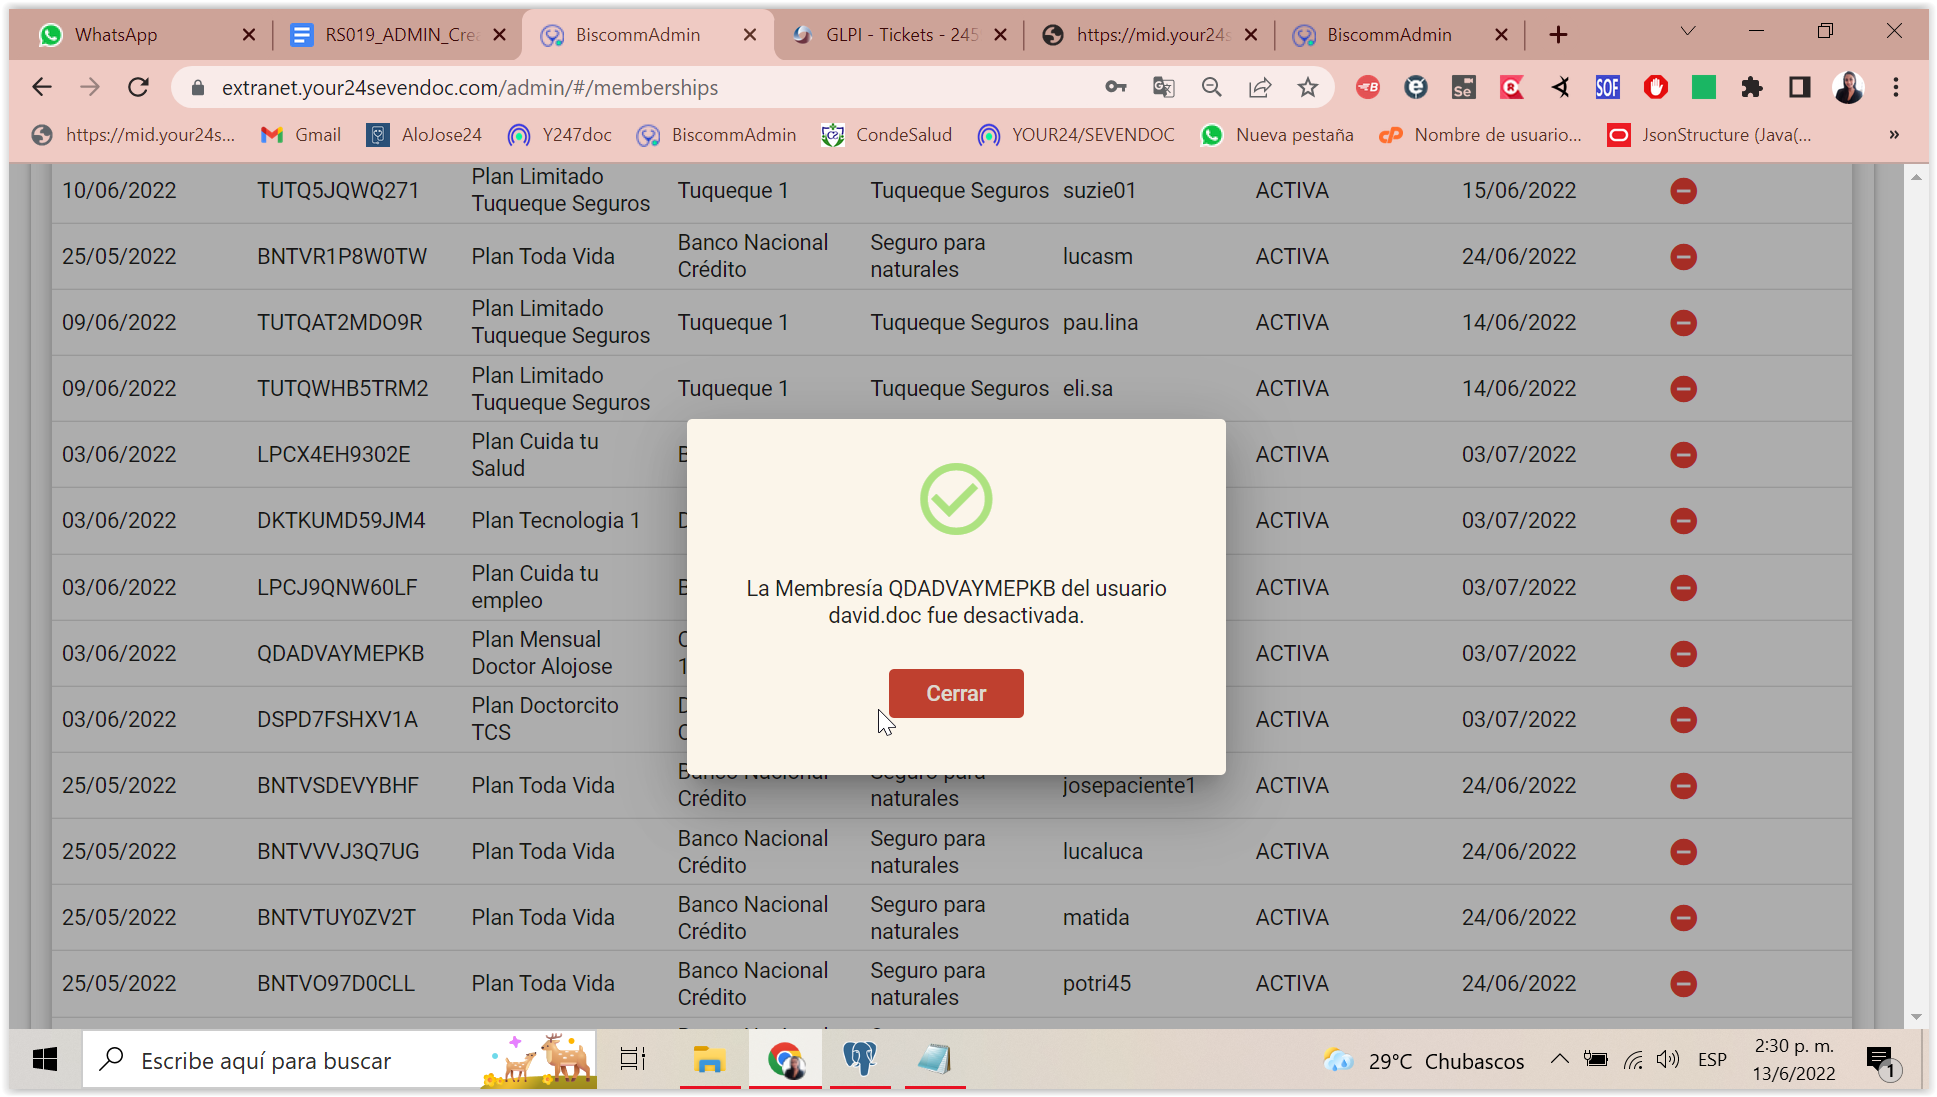 WhatsApp
RS019_ADMIN_Crea
BiscommAdmin
GLPI - Tickets - 245
https://mid.your24s
BiscommAdmin
extranet.your24sevendoc.com/admin/#/memberships
https://mid.your24s...
Gmail
AloJose24
Y247doc
BiscommAdmin
CondeSalud
YOUR24/SEVENDOC
Nueva pestaña
Nombre de usuario...
JsonStructure (Java(...
»
10/06/2022 TUTQ5JQWQ271 Plan Limitado Tuqueque Seguros Tuqueque 1 Tuqueque Seguros suzie01 ACTIVA 15/06/2022
25/05/2022 BNTVR1P8W0TW Plan Toda Vida Banco Nacional Crédito Seguro para naturales lucasm ACTIVA 24/06/2022
09/06/2022 TUTQAT2MDO9R Plan Limitado Tuqueque Seguros Tuqueque 1 Tuqueque Seguros pau.lina ACTIVA 14/06/2022
09/06/2022 TUTQWHB5TRM2 Plan Limitado Tuqueque Seguros Tuqueque 1 Tuqueque Seguros eli.sa ACTIVA 14/06/2022
03/06/2022 LPCX4EH9302E Plan Cuida tu Salud ACTIVA 03/07/2022
03/06/2022 DKTKUMD59JM4 Plan Tecnologia 1 ACTIVA 03/07/2022
03/06/2022 LPCJ9QNW60LF Plan Cuida tu empleo ACTIVA 03/07/2022
03/06/2022 QDADVAYMEPKB Plan Mensual Doctor Alojose ACTIVA 03/07/2022
03/06/2022 DSPD7FSHXV1A Plan Doctorcito TCS ACTIVA 03/07/2022
25/05/2022 BNTVSDEVYBHF Plan Toda Vida Banco Nacional Crédito Seguro para naturales josepaciente1 ACTIVA 24/06/2022
25/05/2022 BNTVVVJ3Q7UG Plan Toda Vida Banco Nacional Crédito Seguro para naturales lucaluca ACTIVA 24/06/2022
25/05/2022 BNTVTUY0ZV2T Plan Toda Vida Banco Nacional Crédito Seguro para naturales matida ACTIVA 24/06/2022
25/05/2022 BNTVO97D0CLL Plan Toda Vida Banco Nacional Crédito Seguro para naturales potri45 ACTIVA 24/06/2022
La Membresía QDADVAYMEPKB del usuario
david.doc fue desactivada.
Cerrar
Escribe aquí para buscar
29°C Chubascos
ESP
2:30 p. m.
13/6/2022
1